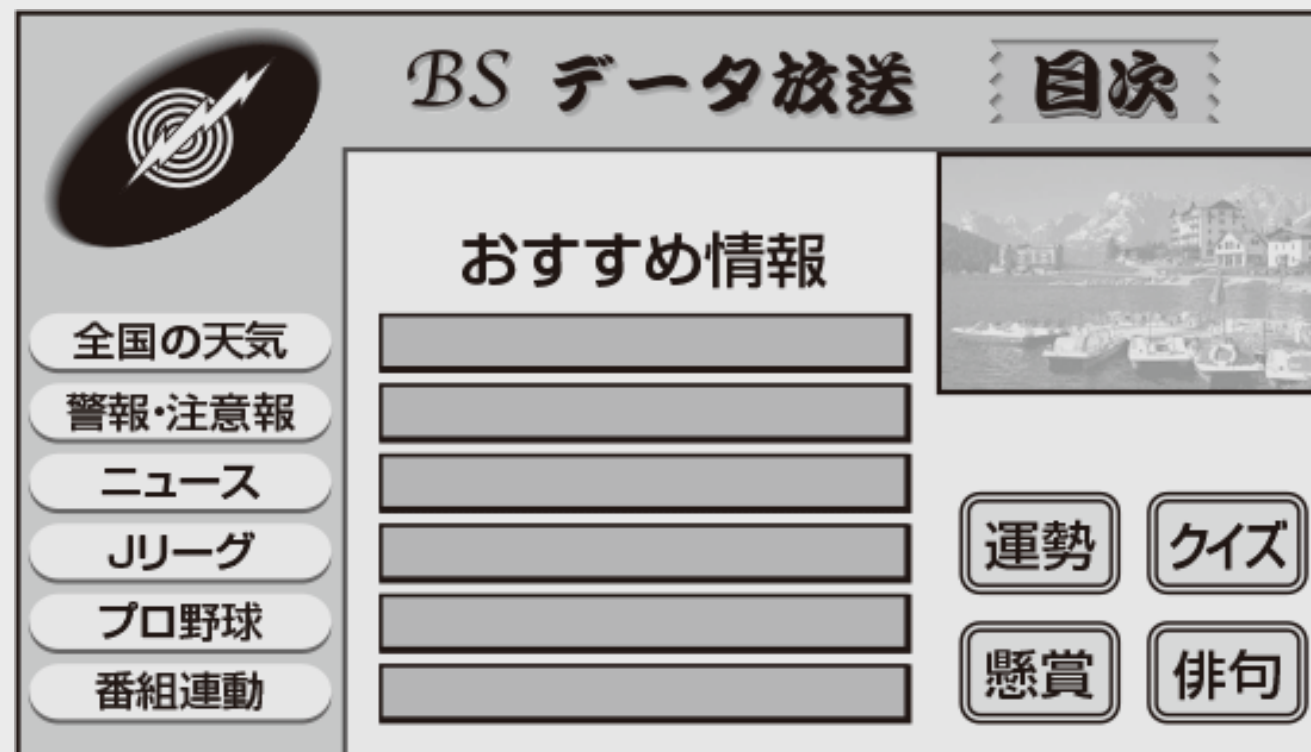 BS データ放送 目次
おすすめ情報
全国の天気
警報・注意報
ニュース
Jリーグ
プロ野球
番組連動
運勢
クイズ
懸賞
俳句